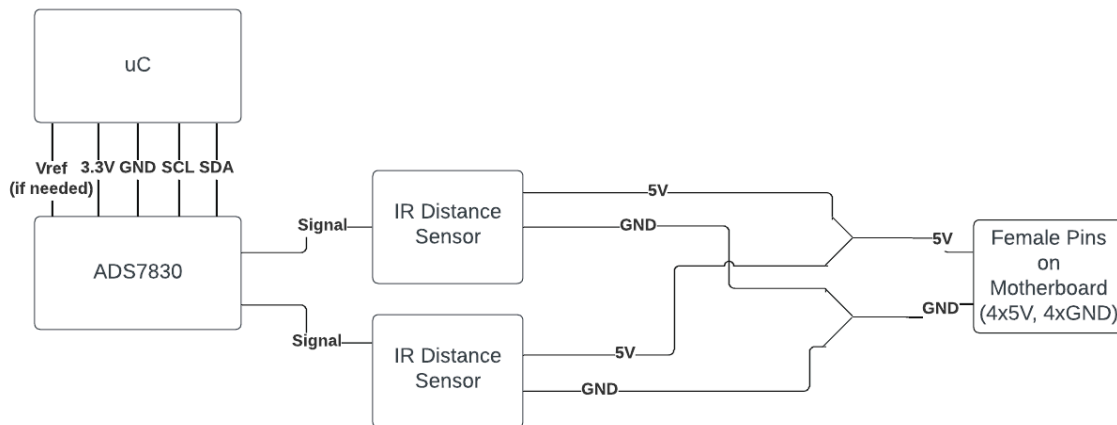 uC
Vref
(if needed)
3.3V
GND
SCL
SDA
ADS7830
Signal
Signal
IR Distance
Sensor
IR Distance
Sensor
5V
GND
5V
GND
5V
GND
Female Pins
on
Motherboard
(4x5V, 4xGND)